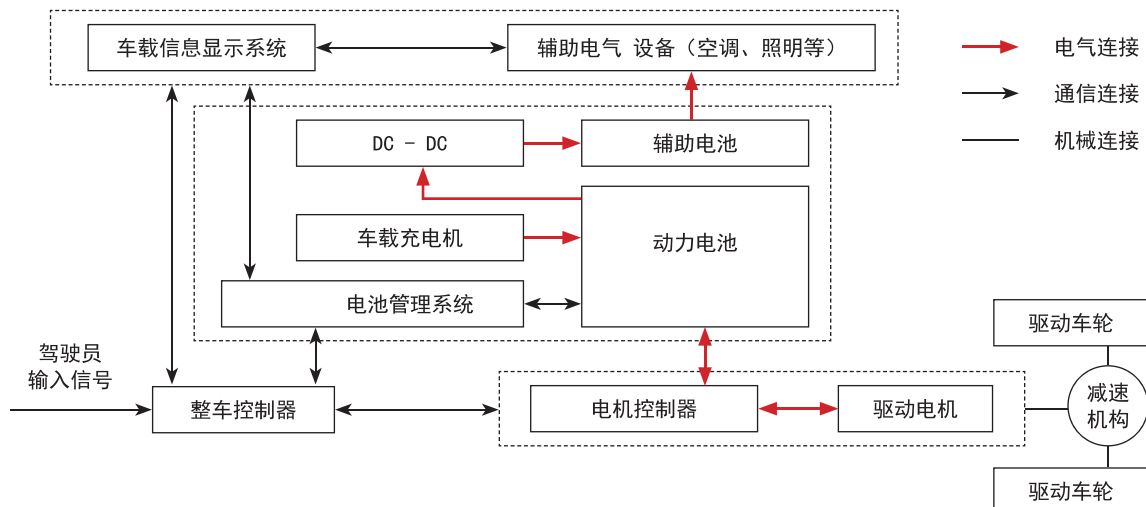 车载信息显示系统
辅助电气 设备（空调、照明等）
电气连接
通信连接
机械连接
DC - DC
辅助电池
车载充电机
动力电池
电池管理系统
驾驶员
输入信号
整车控制器
电机控制器
驱动电机
驱动车轮
减速
机构
驱动车轮